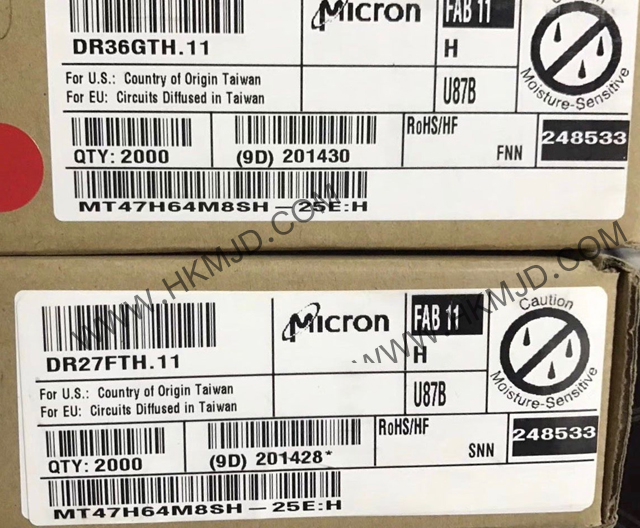 Micron
FAB 11
DR36GTH.11
H
For U.S.: Country of Origin Taiwan
For EU: Circuits Diffused in Taiwan
U87B
Caution
Moisture-Sensitive
QTY: 2000
(9D) 201430
RoHS/HF
FNN
248533
MT47H64M8SH-25E:H
WWW.HKMJD.COM
Micron
FAB 11
Caution
DR27FTH.11
H
For U.S.: Country of Origin Taiwan
For EU: Circuits Diffused in Taiwan
U87B
Moisture-Sensitive
QTY: 2000
(9D) 201428*
RoHS/HF
SNN
248533
MT47H64M8SH-25E:H
WWW.HKMJD.COM